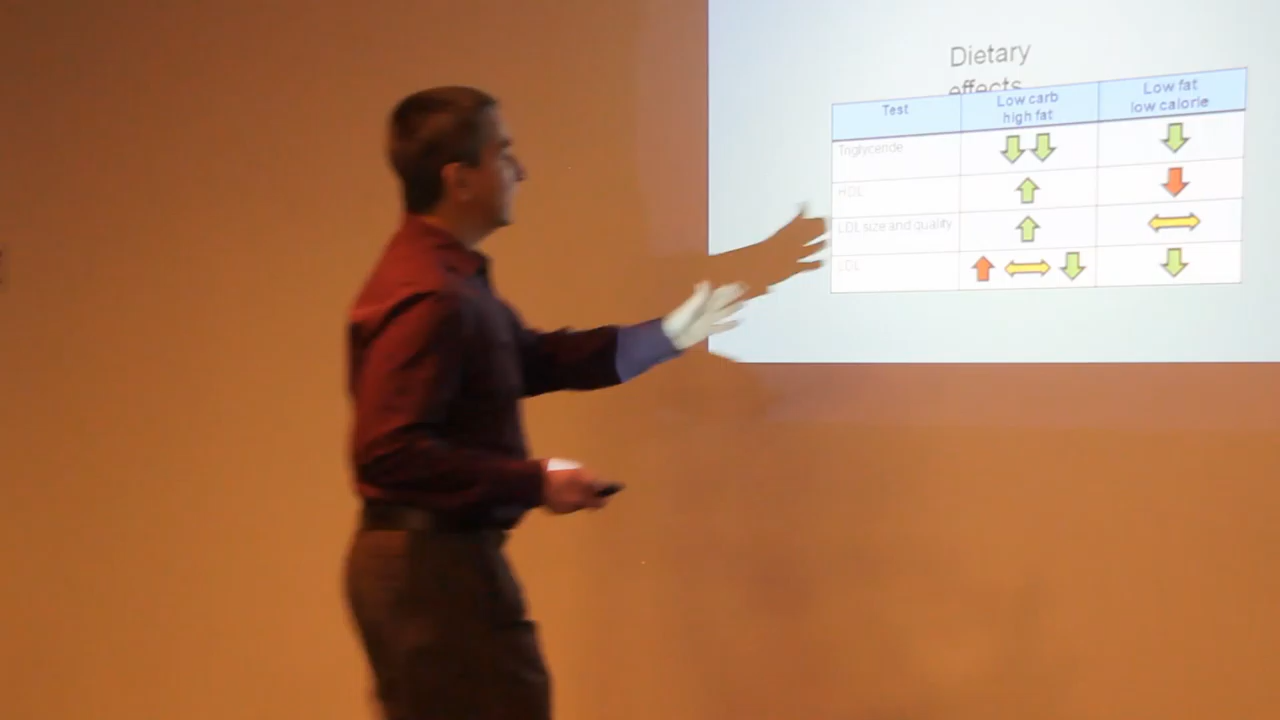 Dietary
effects
Test
Low carb
high fat
Low fat
low calorie
Triglyceride
HDL
LDL size and quality
LDL